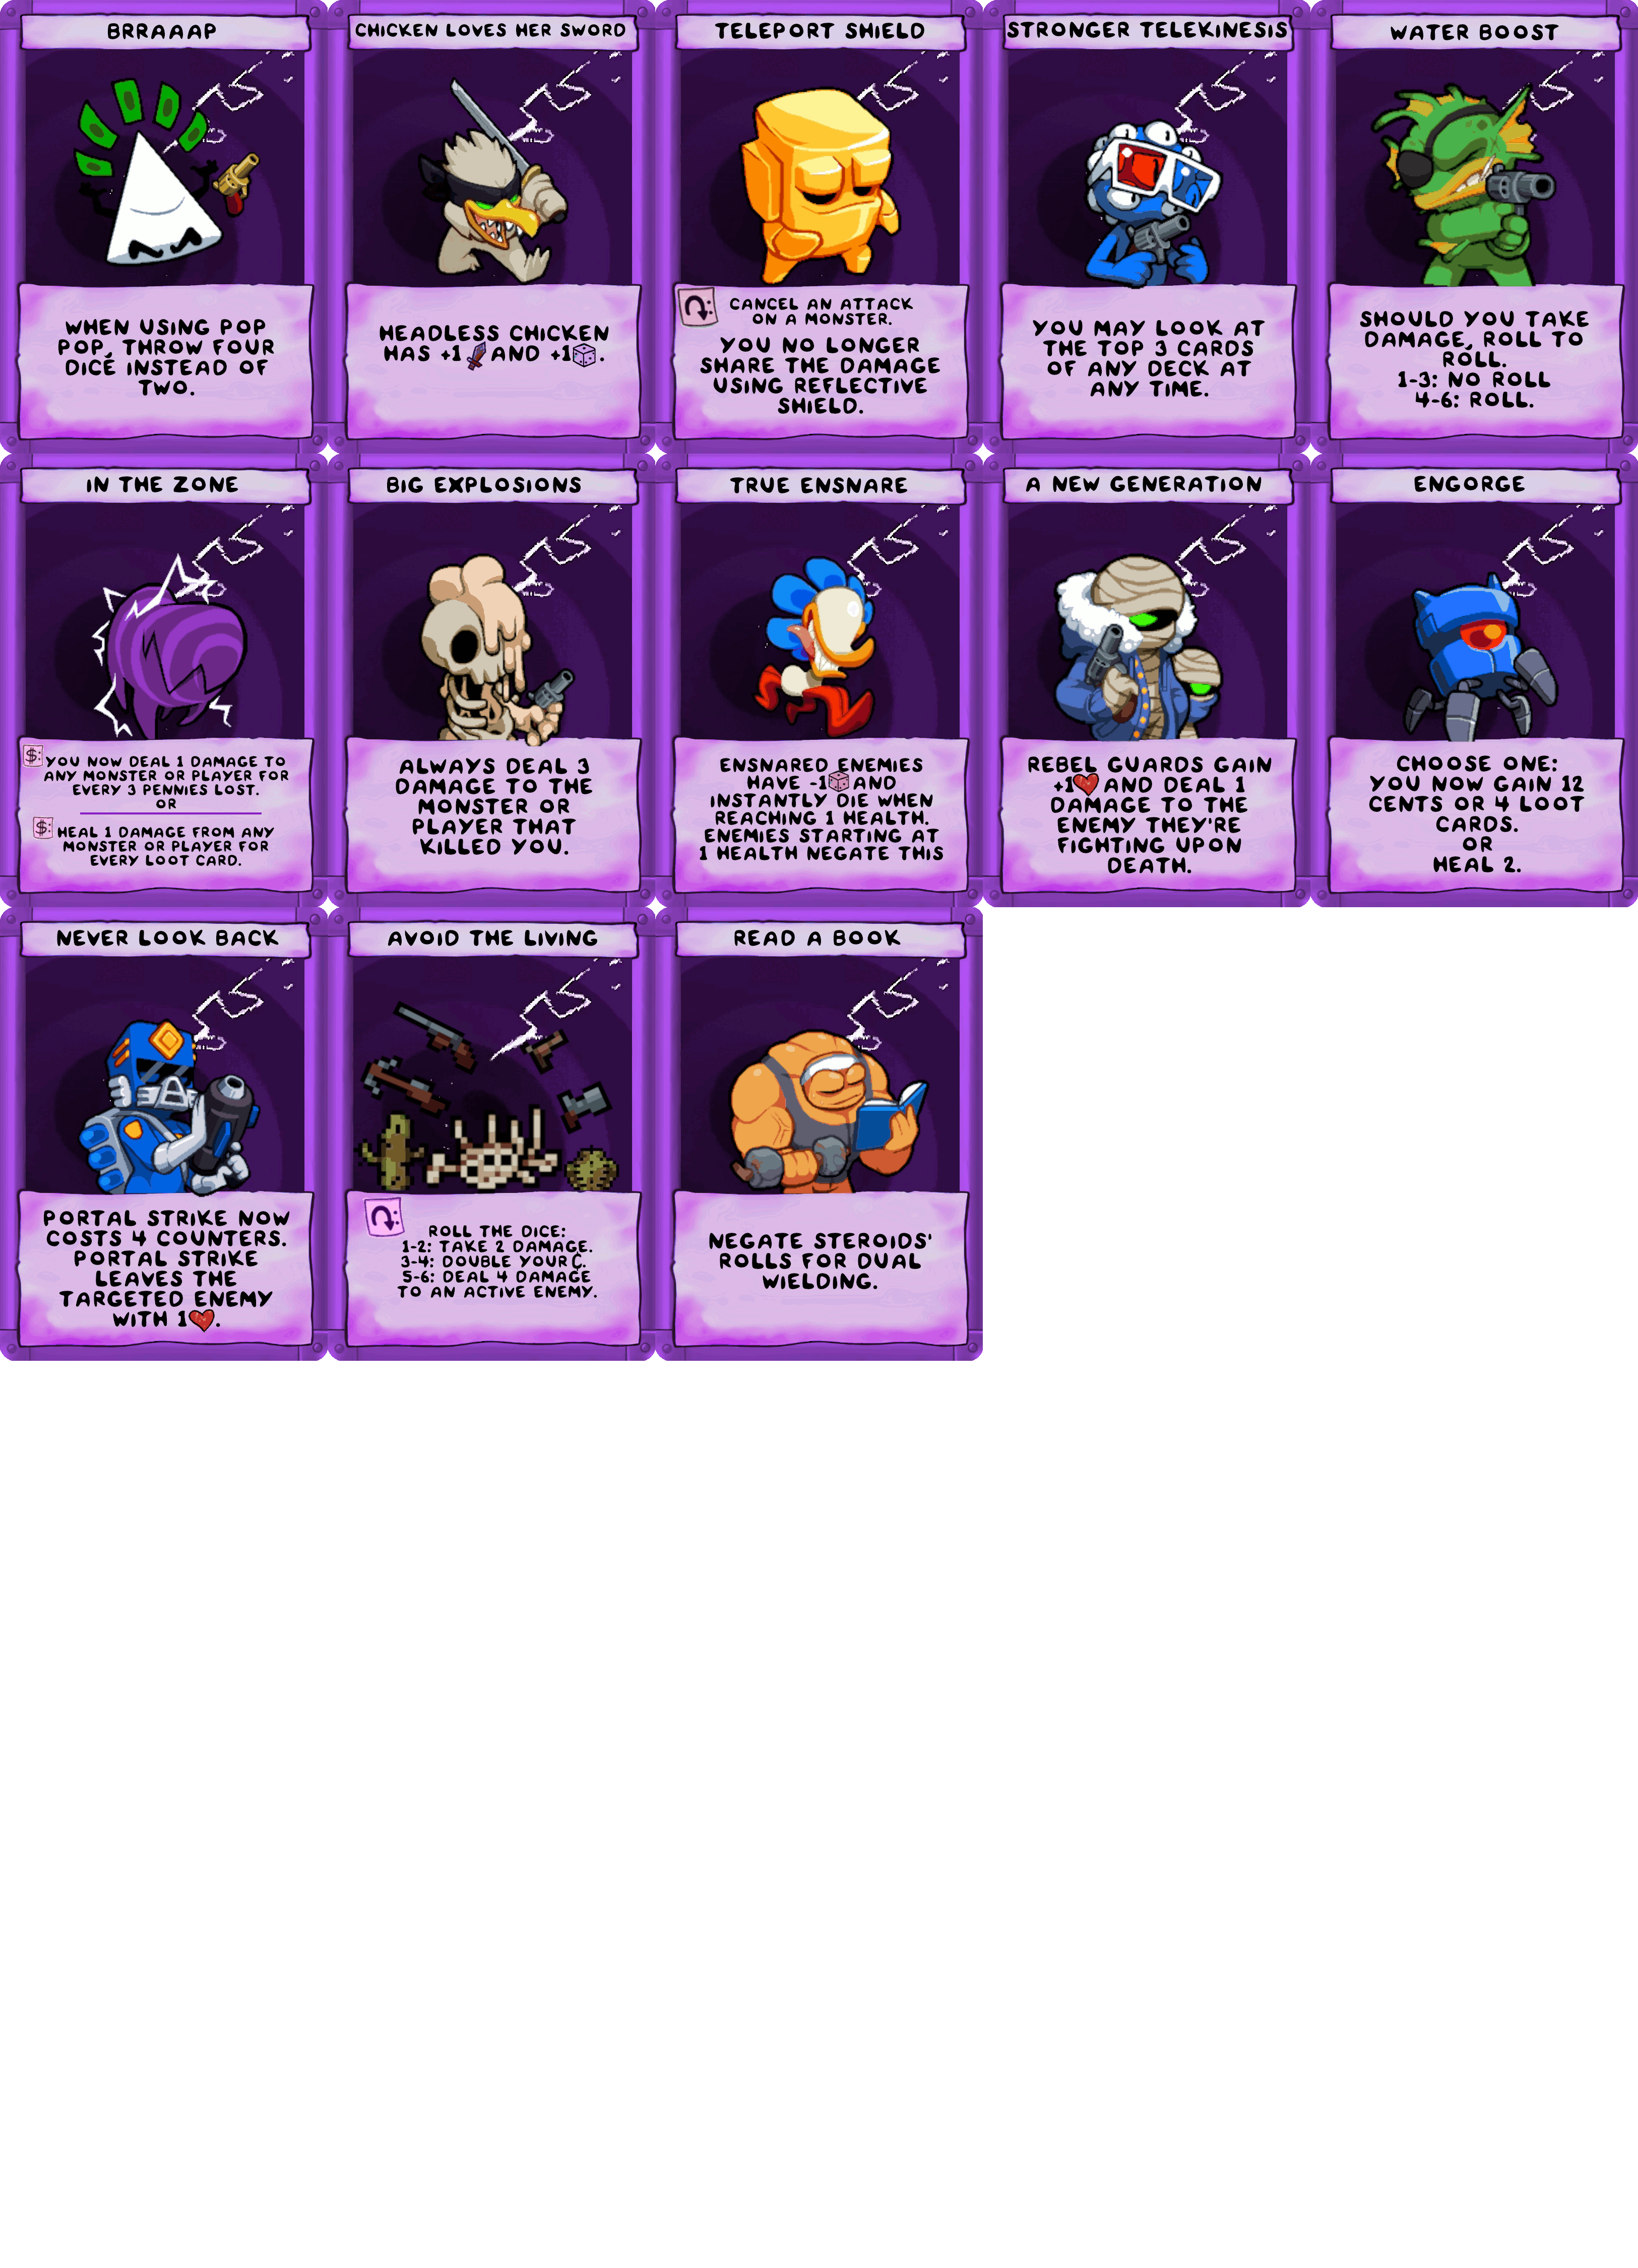 BRRAAAP
WHEN USING POP
POP, THROW FOUR
DICE INSTEAD OF
TWO.
CHICKEN LOVES HER SWORD
HEADLESS CHICKEN
HAS +1 AND +1 .
TELEPORT SHIELD
CANCEL AN ATTACK
ON A MONSTER.
YOU NO LONGER
SHARE THE DAMAGE
USING REFLECTIVE
SHIELD.
STRONGER TELEKINESIS
YOU MAY LOOK AT
THE TOP 3 CARDS
OF ANY DECK AT
ANY TIME.
WATER BOOST
SHOULD YOU TAKE
DAMAGE, ROLL TO
ROLL.
1-3: NO ROLL
4-6: ROLL.
IN THE ZONE
$: YOU NOW DEAL 1 DAMAGE TO
ANY MONSTER OR PLAYER FOR
EVERY 3 PENNIES LOST.
OR
$: HEAL 1 DAMAGE FROM ANY
MONSTER OR PLAYER FOR
EVERY LOOT CARD.
BIG EXPLOSIONS
ALWAYS DEAL 3
DAMAGE TO THE
MONSTER OR
PLAYER THAT
KILLED YOU.
TRUE ENSNARE
ENSNARED ENEMIES
HAVE -1 AND
INSTANTLY DIE WHEN
REACHING 1 HEALTH.
ENEMIES STARTING AT
1 HEALTH NEGATE THIS
A NEW GENERATION
REBEL GUARDS GAIN
+1 AND DEAL 1
DAMAGE TO THE
ENEMY THEY'RE
FIGHTING UPON
DEATH.
ENGORGE
CHOOSE ONE:
YOU NOW GAIN 12
CENTS OR 4 LOOT
CARDS.
OR
HEAL 2.
NEVER LOOK BACK
PORTAL STRIKE NOW
COSTS 4 COUNTERS.
PORTAL STRIKE
LEAVES THE
TARGETED ENEMY
WITH 1 .
AVOID THE LIVING
ROLL THE DICE:
1-2: TAKE 2 DAMAGE.
3-4: DOUBLE YOUR ¢.
5-6: DEAL 4 DAMAGE
TO AN ACTIVE ENEMY.
READ A BOOK
NEGATE STEROIDS'
ROLLS FOR DUAL
WIELDING.